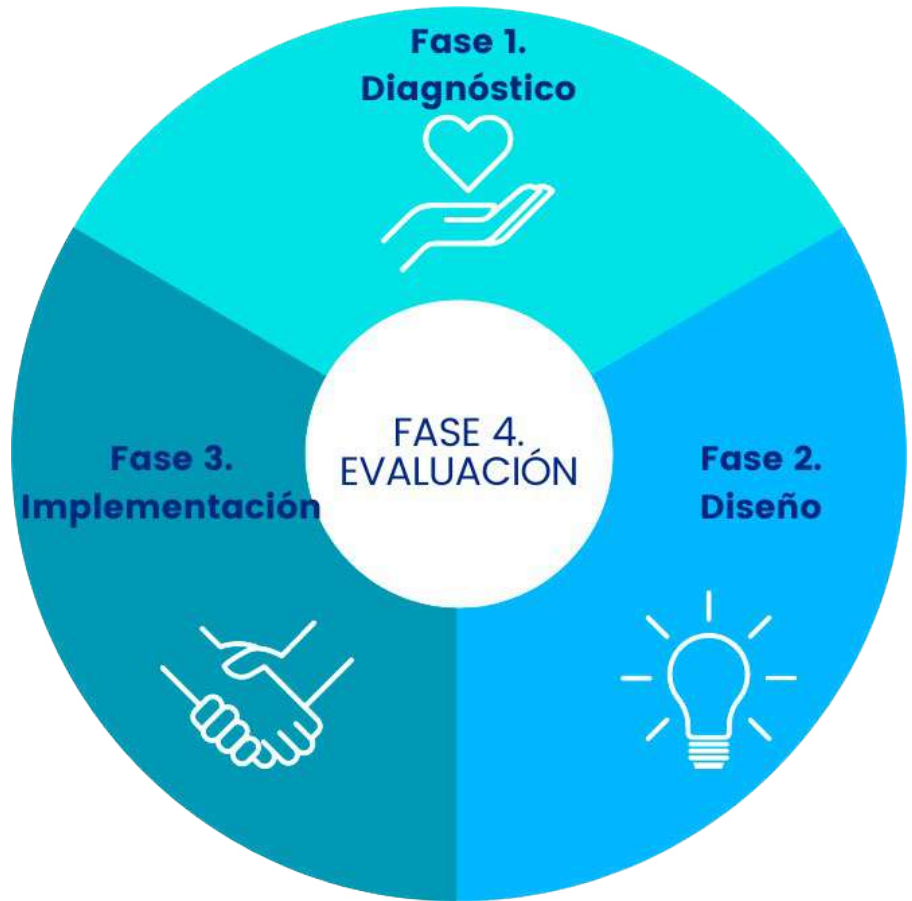 Fase 1.
Diagnóstico
Fase 2.
Diseño
Fase 3.
Implementación
FASE 4.
EVALUACIÓN